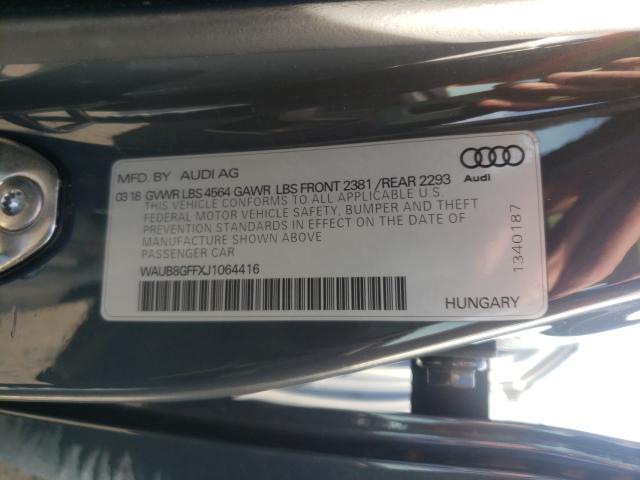 MFD. BY AUDI AG
03 18 GVWR LBS 4564 GAWR LBS FRONT 2381 /REAR 2293
THIS VEHICLE CONFORMS TO ALL APPLICABLE U.S.
FEDERAL MOTOR VEHICLE SAFETY, BUMPER AND THEFT
PREVENTION STANDARDS IN EFFECT ON THE DATE OF
MANUFACTURE SHOWN ABOVE
PASSENGER CAR
WAUB8GFFXJ1064416
HUNGARY
Audi
1340187